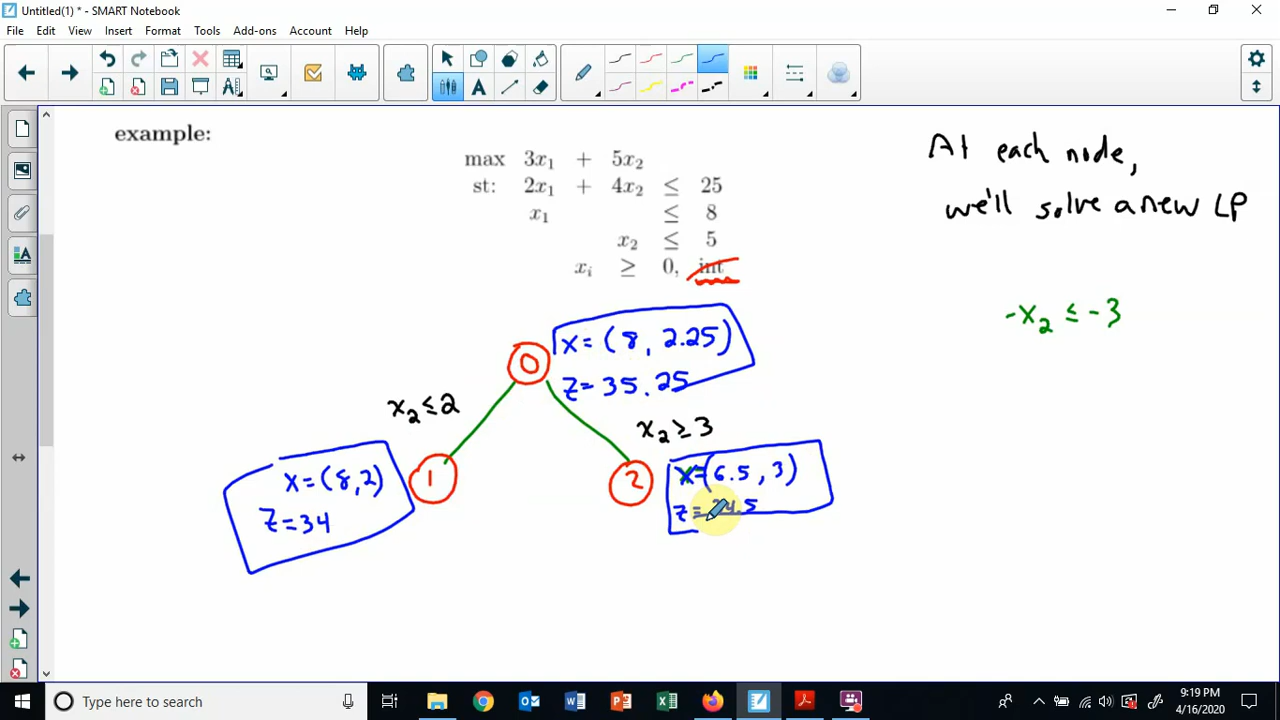 Untitled(1) * - SMART Notebook
File Edit View Insert Format Tools Add-ons Account Help
example:
max 3x₁ + 5x₂
st: 2x₁ + 4x₂ ≤ 25
x₁ ≤ 8
x₂ ≤ 5
xᵢ ≥ 0, int
At each node,
we'll solve a new LP
-x₂ ≤ -3
0
x = (8, 2.25)
z = 35.25
x₂ ≤ 2
x₂ ≥ 3
1
x = (8,2)
z = 34
2
x = (6.5, 3)
z = 34.5
Type here to search
9:19 PM
4/16/2020